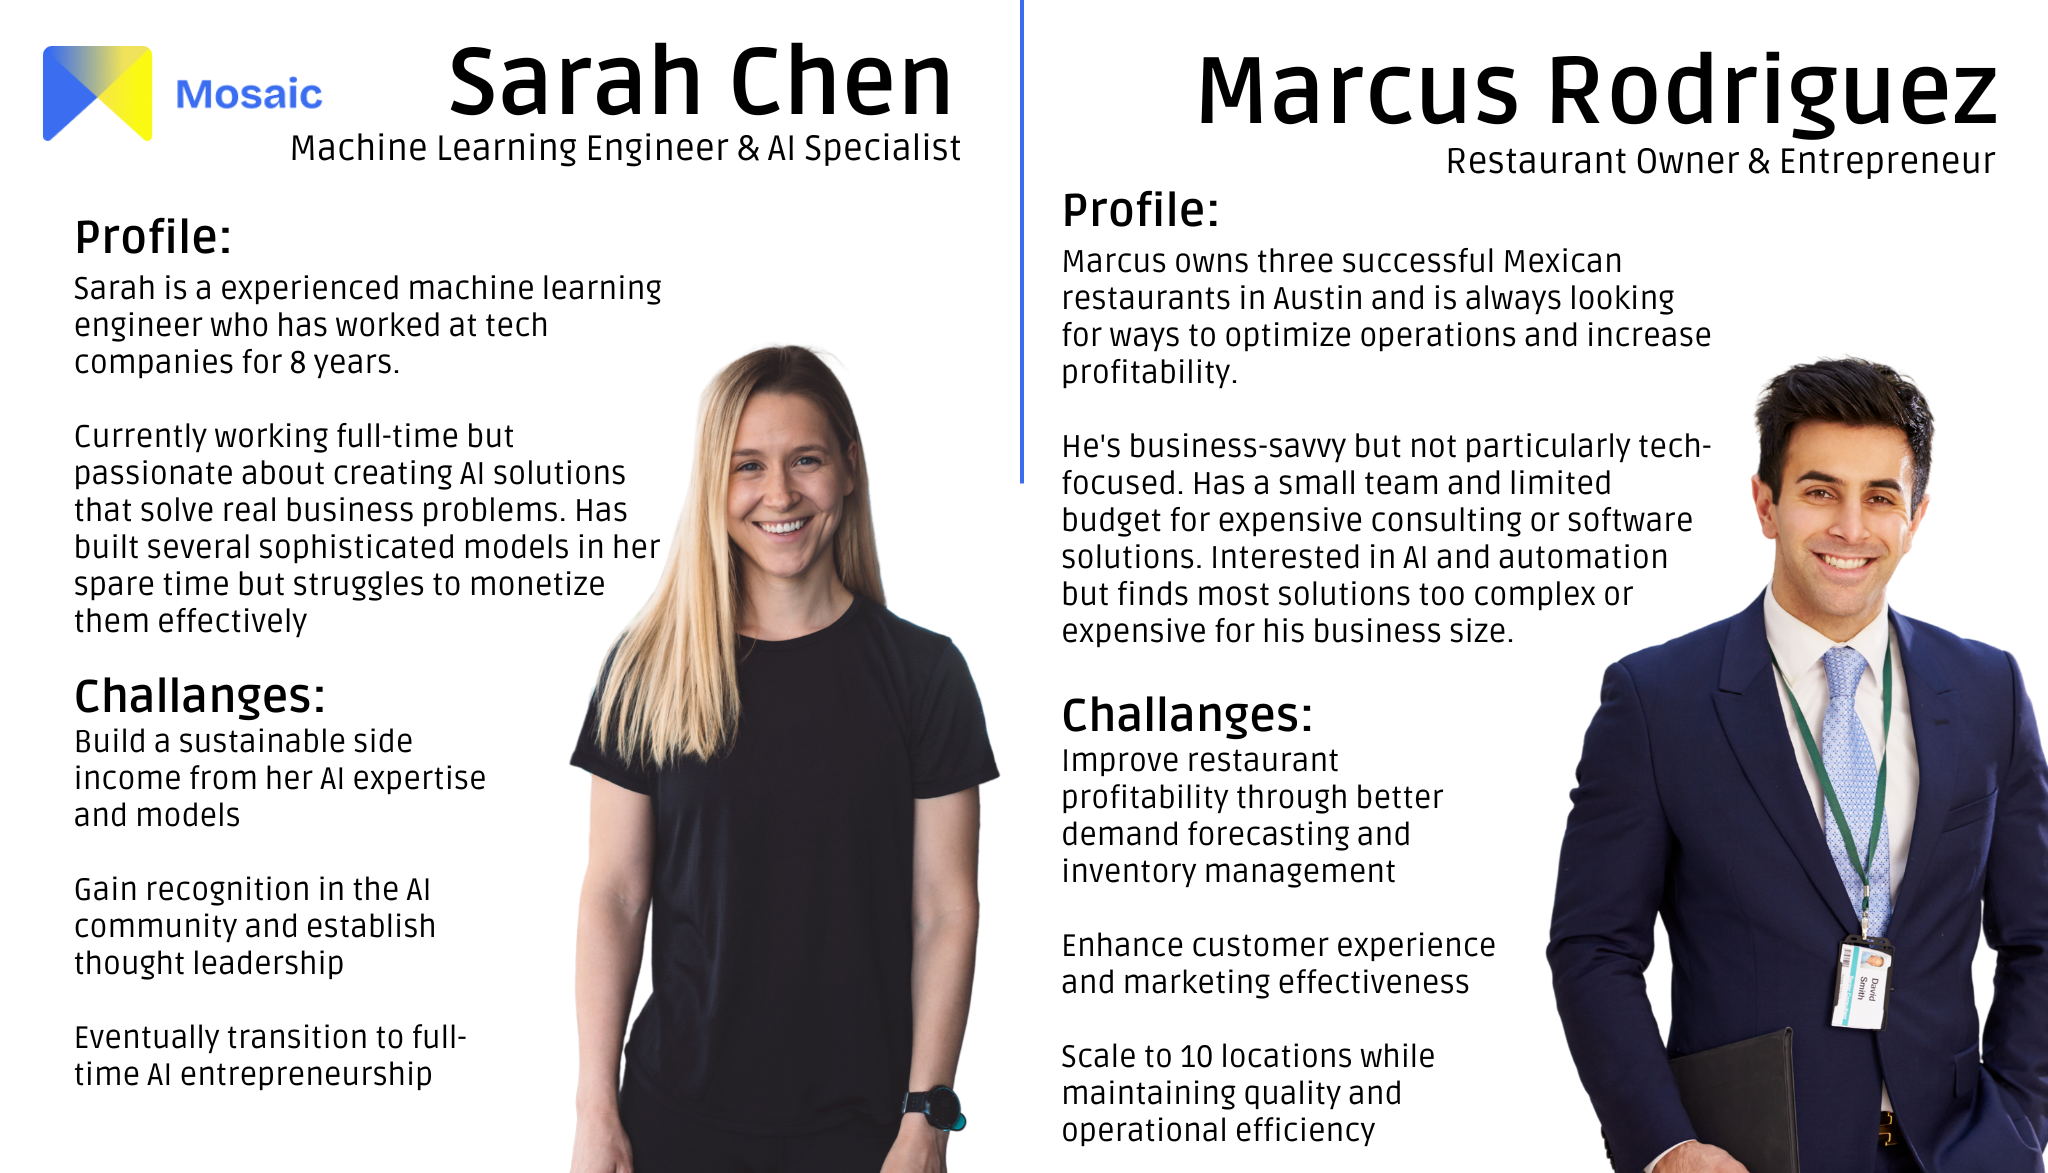 Mosaic
Sarah Chen
Machine Learning Engineer & AI Specialist
Profile:
Sarah is a experienced machine learning
engineer who has worked at tech
companies for 8 years.
Currently working full-time but
passionate about creating AI solutions
that solve real business problems. Has
built several sophisticated models in her
spare time but struggles to monetize
them effectively
Challanges:
Build a sustainable side
income from her AI expertise
and models
Gain recognition in the AI
community and establish
thought leadership
Eventually transition to full-
time AI entrepreneurship
Marcus Rodriguez
Restaurant Owner & Entrepreneur
Profile:
Marcus owns three successful Mexican
restaurants in Austin and is always looking
for ways to optimize operations and increase
profitability.
He's business-savvy but not particularly tech-
focused. Has a small team and limited
budget for expensive consulting or software
solutions. Interested in AI and automation
but finds most solutions too complex or
expensive for his business size.
Challanges:
Improve restaurant
profitability through better
demand forecasting and
inventory management
Enhance customer experience
and marketing effectiveness
Scale to 10 locations while
maintaining quality and
operational efficiency
David
Smith